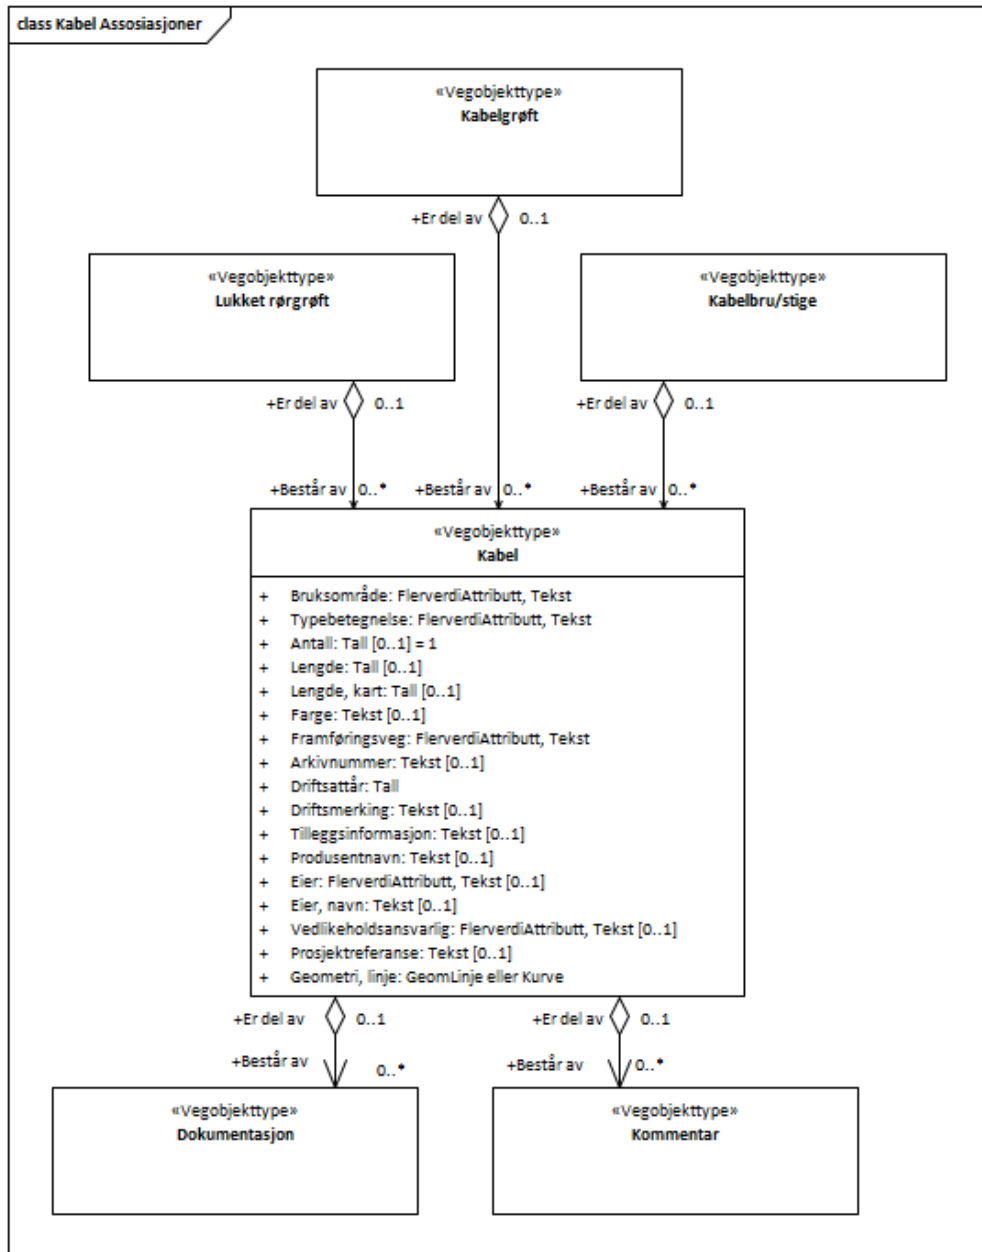 class Kabel Assosiasjoner
«Vegobjekttype»
Kabelgrøft
+Er del av 0..1
«Vegobjekttype»
Lukket rørgrøft
«Vegobjekttype»
Kabelbru/stige
+Er del av 0..1
+Er del av 0..1
+Består av 0..*
+Består av 0..*
+Består av 0..*
«Vegobjekttype»
Kabel
+ Bruksområde: FlerverdiAttributt, Tekst
+ Typebetegnelse: FlerverdiAttributt, Tekst
+ Antall: Tall [0..1] = 1
+ Lengde: Tall [0..1]
+ Lengde, kart: Tall [0..1]
+ Farge: Tekst [0..1]
+ Framføringsveg: FlerverdiAttributt, Tekst
+ Arkivnummer: Tekst [0..1]
+ Driftsattår: Tall
+ Driftsmerking: Tekst [0..1]
+ Tilleggsinformasjon: Tekst [0..1]
+ Produsentnavn: Tekst [0..1]
+ Eier: FlerverdiAttributt, Tekst [0..1]
+ Eier, navn: Tekst [0..1]
+ Vedlikeholdsansvarlig: FlerverdiAttributt, Tekst [0..1]
+ Prosjektreferanse: Tekst [0..1]
+ Geometri, linje: GeomLinje eller Kurve
+Er del av 0..1
+Er del av 0..1
+Består av 0..*
+Består av 0..*
«Vegobjekttype»
Dokumentasjon
«Vegobjekttype»
Kommentar